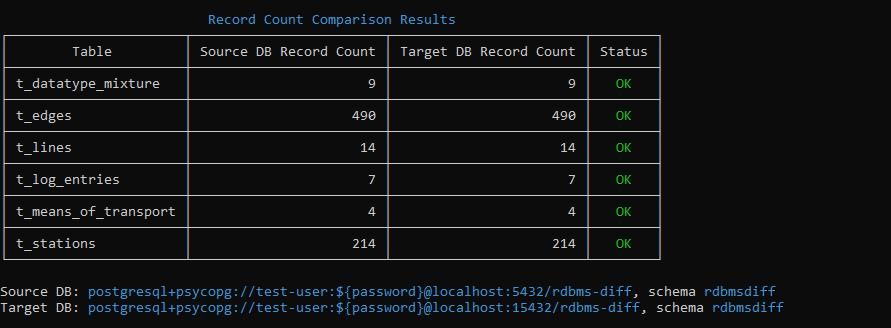 Record Count Comparison Results
Table Source DB Record Count Target DB Record Count Status
t_datatype_mixture 9 9 OK
t_edges 490 490 OK
t_lines 14 14 OK
t_log_entries 7 7 OK
t_means_of_transport 4 4 OK
t_stations 214 214 OK
Source DB: postgresql+psycopg://test-user:${password}@localhost:5432/rdbms-diff, schema rdbmsdiff
Target DB: postgresql+psycopg://test-user:${password}@localhost:15432/rdbms-diff, schema rdbmsdiff